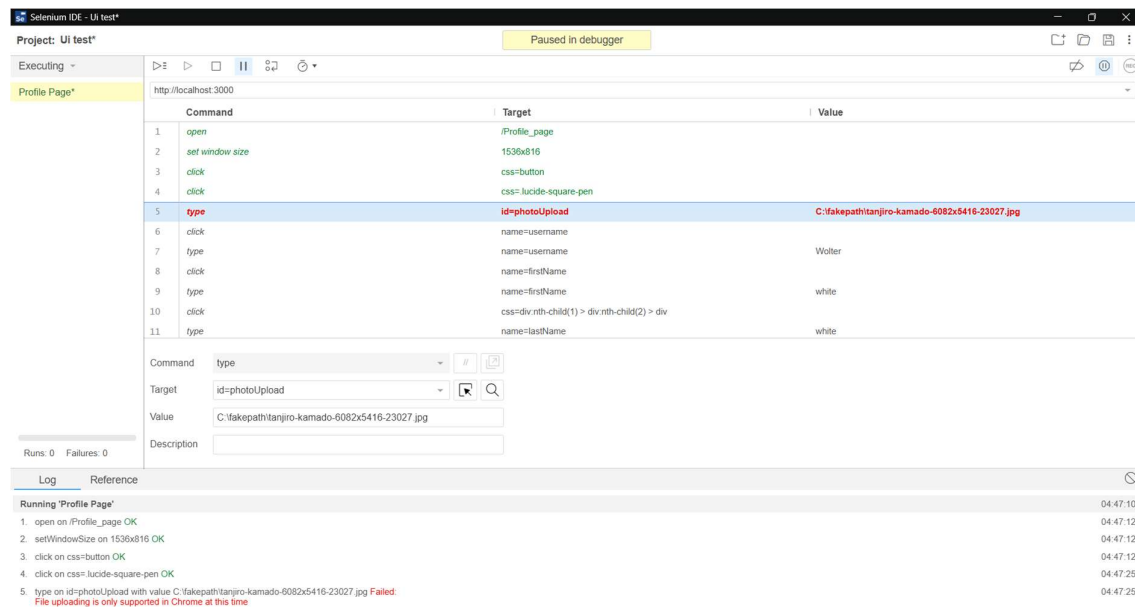 Se Selenium IDE - Ui test*
Project: Ui test*
Paused in debugger
Executing
Profile Page*
http://localhost:3000
Command Target Value
1 open /Profile_page
2 set window size 1536x816
3 click css=button
4 click css=.lucide-square-pen
5 type id=photoUpload C:\fakepath\tanjiro-kamado-6082x5416-23027.jpg
6 click name=username
7 type name=username Wolter
8 click name=firstName
9 type name=firstName white
10 click css=div:nth-child(1) > div:nth-child(2) > div
11 type name=lastName white
Command type //
Target id=photoUpload
Value C:\fakepath\tanjiro-kamado-6082x5416-23027.jpg
Description
Runs: 0 Failures: 0
Log Reference
Running 'Profile Page' 04:47:10
1. open on /Profile_page OK 04:47:12
2. setWindowSize on 1536x816 OK 04:47:12
3. click on css=button OK 04:47:12
4. click on css=.lucide-square-pen OK 04:47:25
5. type on id=photoUpload with value C:\fakepath\tanjiro-kamado-6082x5416-23027.jpg Failed: 04:47:25
File uploading is only supported in Chrome at this time